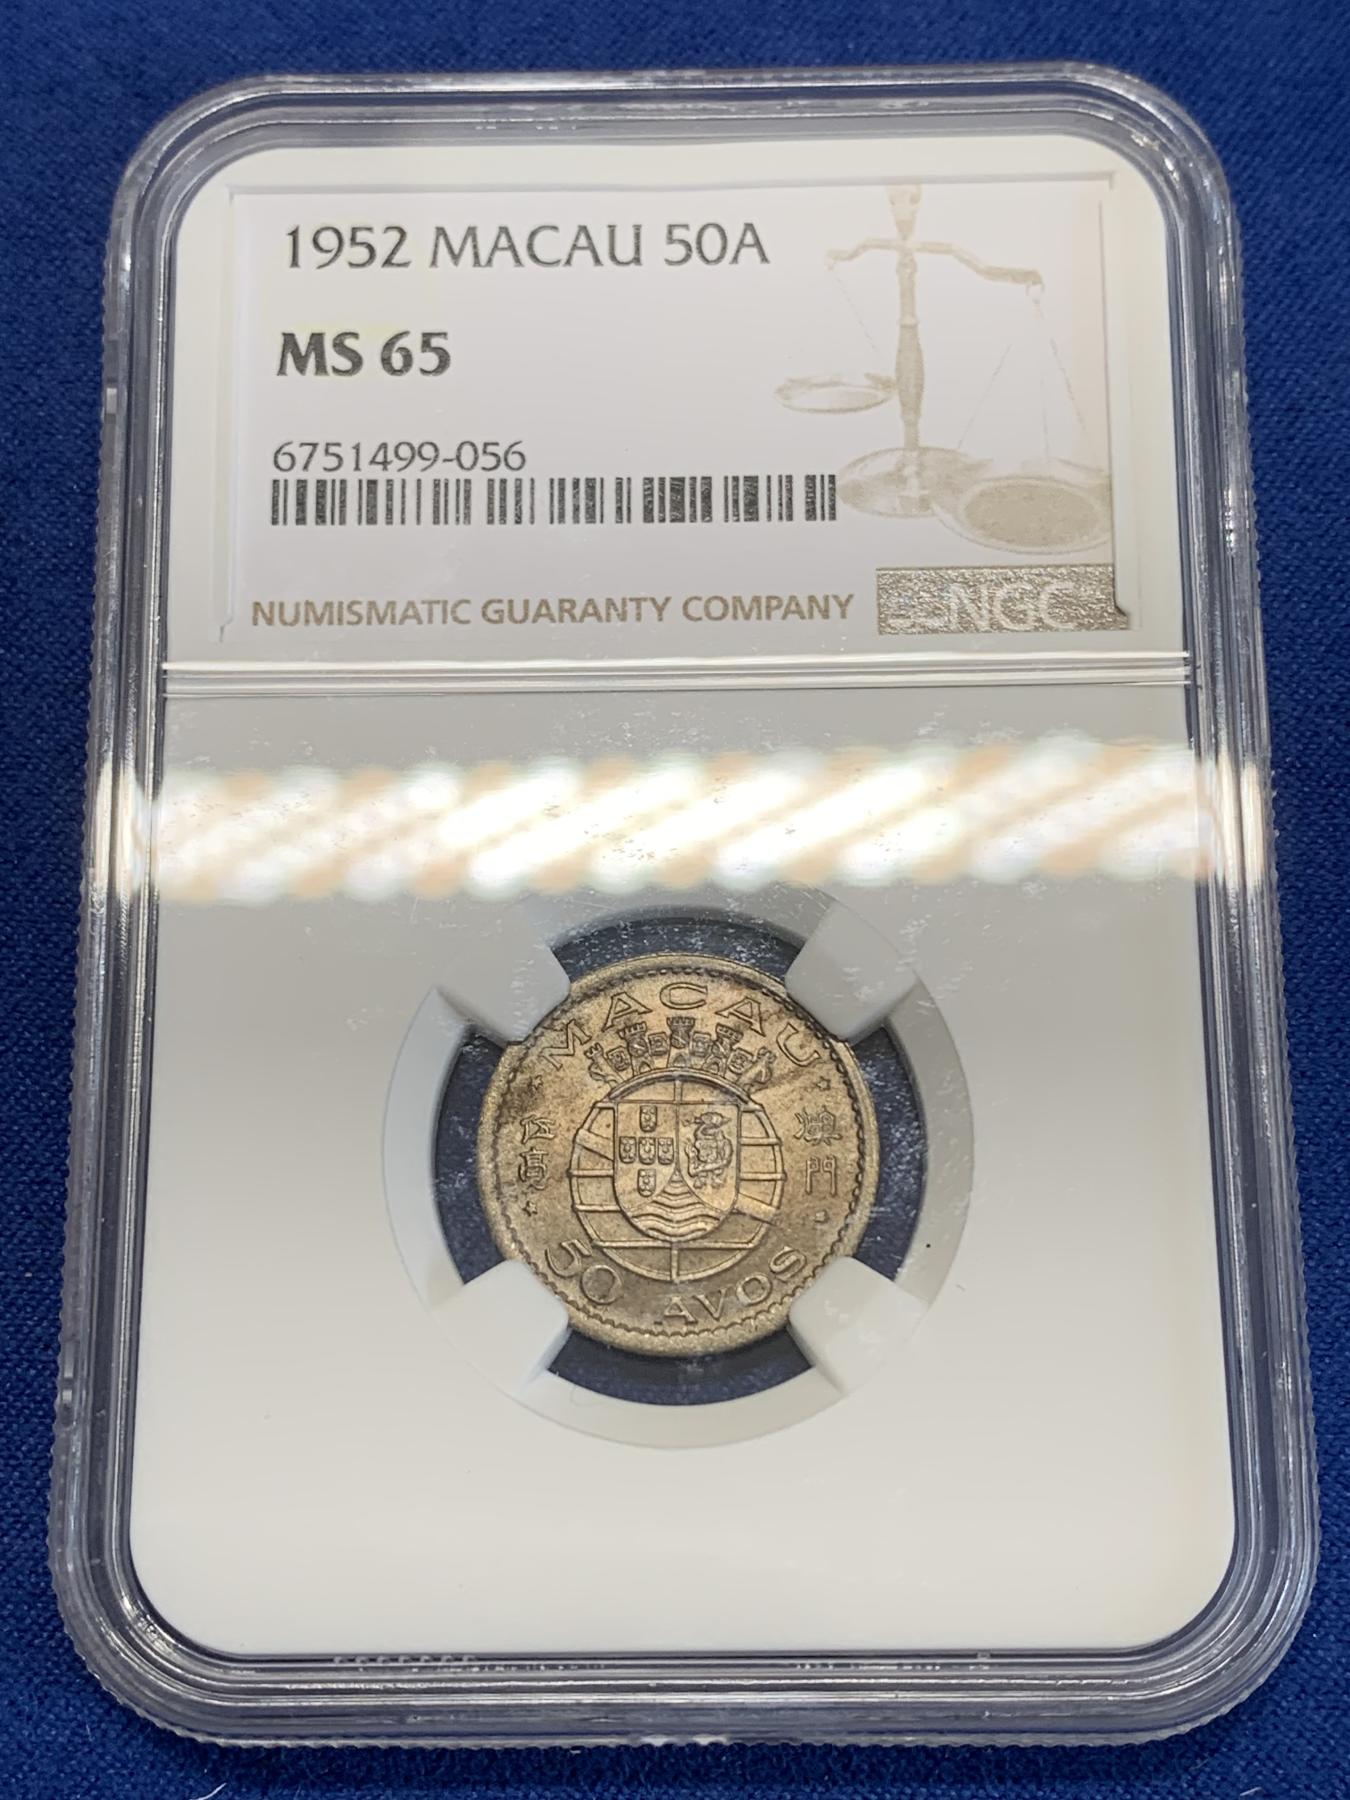 1952 MACAU 50A
MS 65
6751499-056
NUMISMATIC GUARANTY COMPANY
NGC
MACAU
澳門
50 AVOS